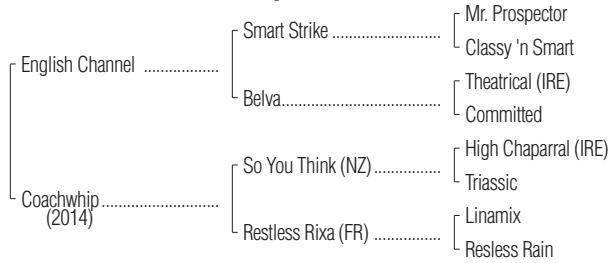 Mr. Prospector
Smart Strike ....................
Classy 'n Smart
English Channel ..................
Theatrical (IRE)
Belva.......................................
Committed
High Chaparral (IRE)
So You Think (NZ)................
Triassic
Coachwhip ............................
(2014)
Linamix
Restless Rixa (FR) ................
Resless Rain